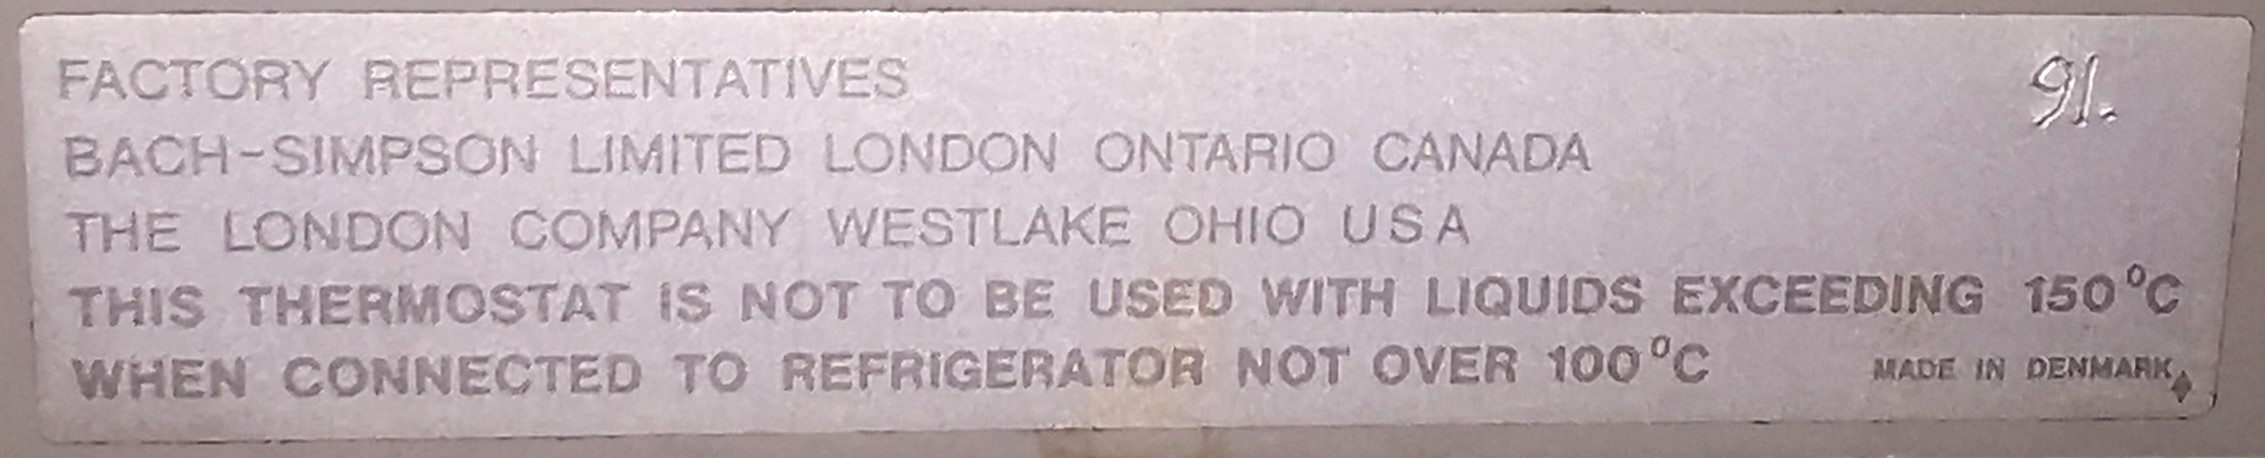 FACTORY REPRESENTATIVES
91.
BACH-SIMPSON LIMITED LONDON ONTARIO CANADA
THE LONDON COMPANY WESTLAKE OHIO USA
THIS THERMOSTAT IS NOT TO BE USED WITH LIQUIDS EXCEEDING 150°C
WHEN CONNECTED TO REFRIGERATOR NOT OVER 100°C
MADE IN DENMARK